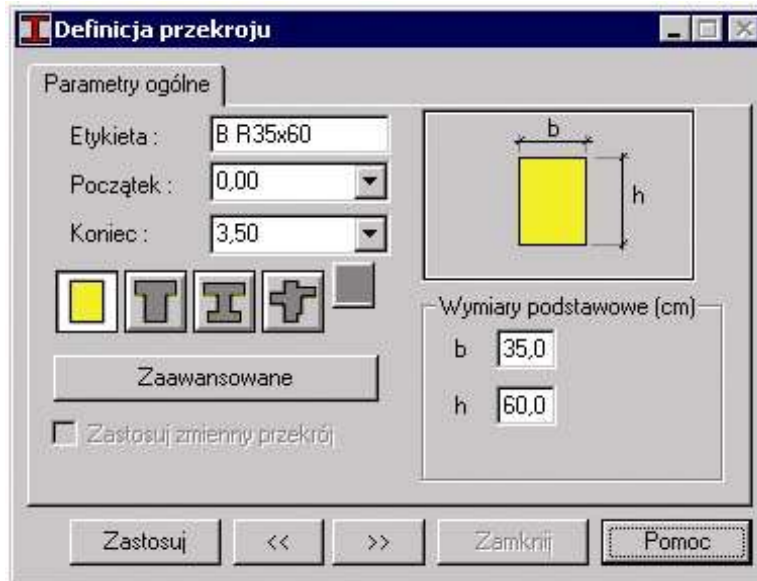 Definicja przekroju
Parametry ogólne
Etykieta : B R35x60
Początek : 0,00
Koniec : 3,50
b
h
Zaawansowane
Zastosuj zmienny przekrój
Wymiary podstawowe (cm)
b 35,0
h 60,0
Zastosuj << >> Zamknij Pomoc